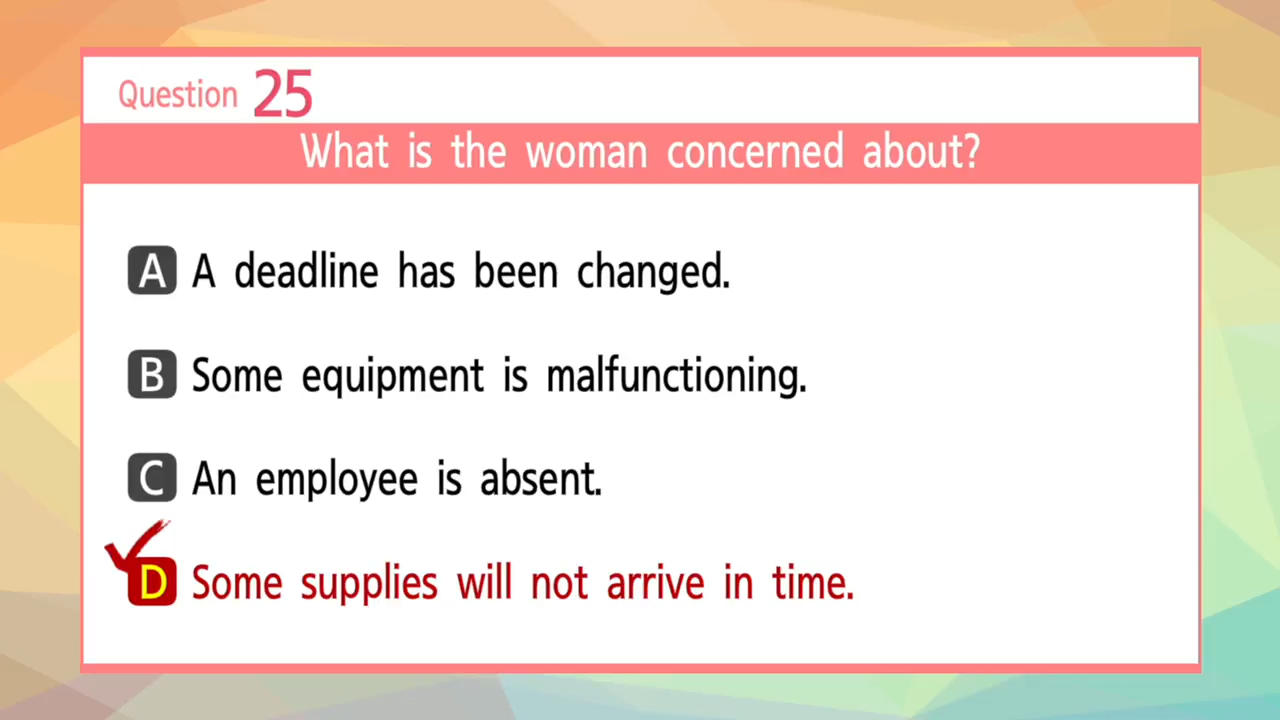 Question 25
What is the woman concerned about?
A A deadline has been changed.
B Some equipment is malfunctioning.
C An employee is absent.
D Some supplies will not arrive in time.